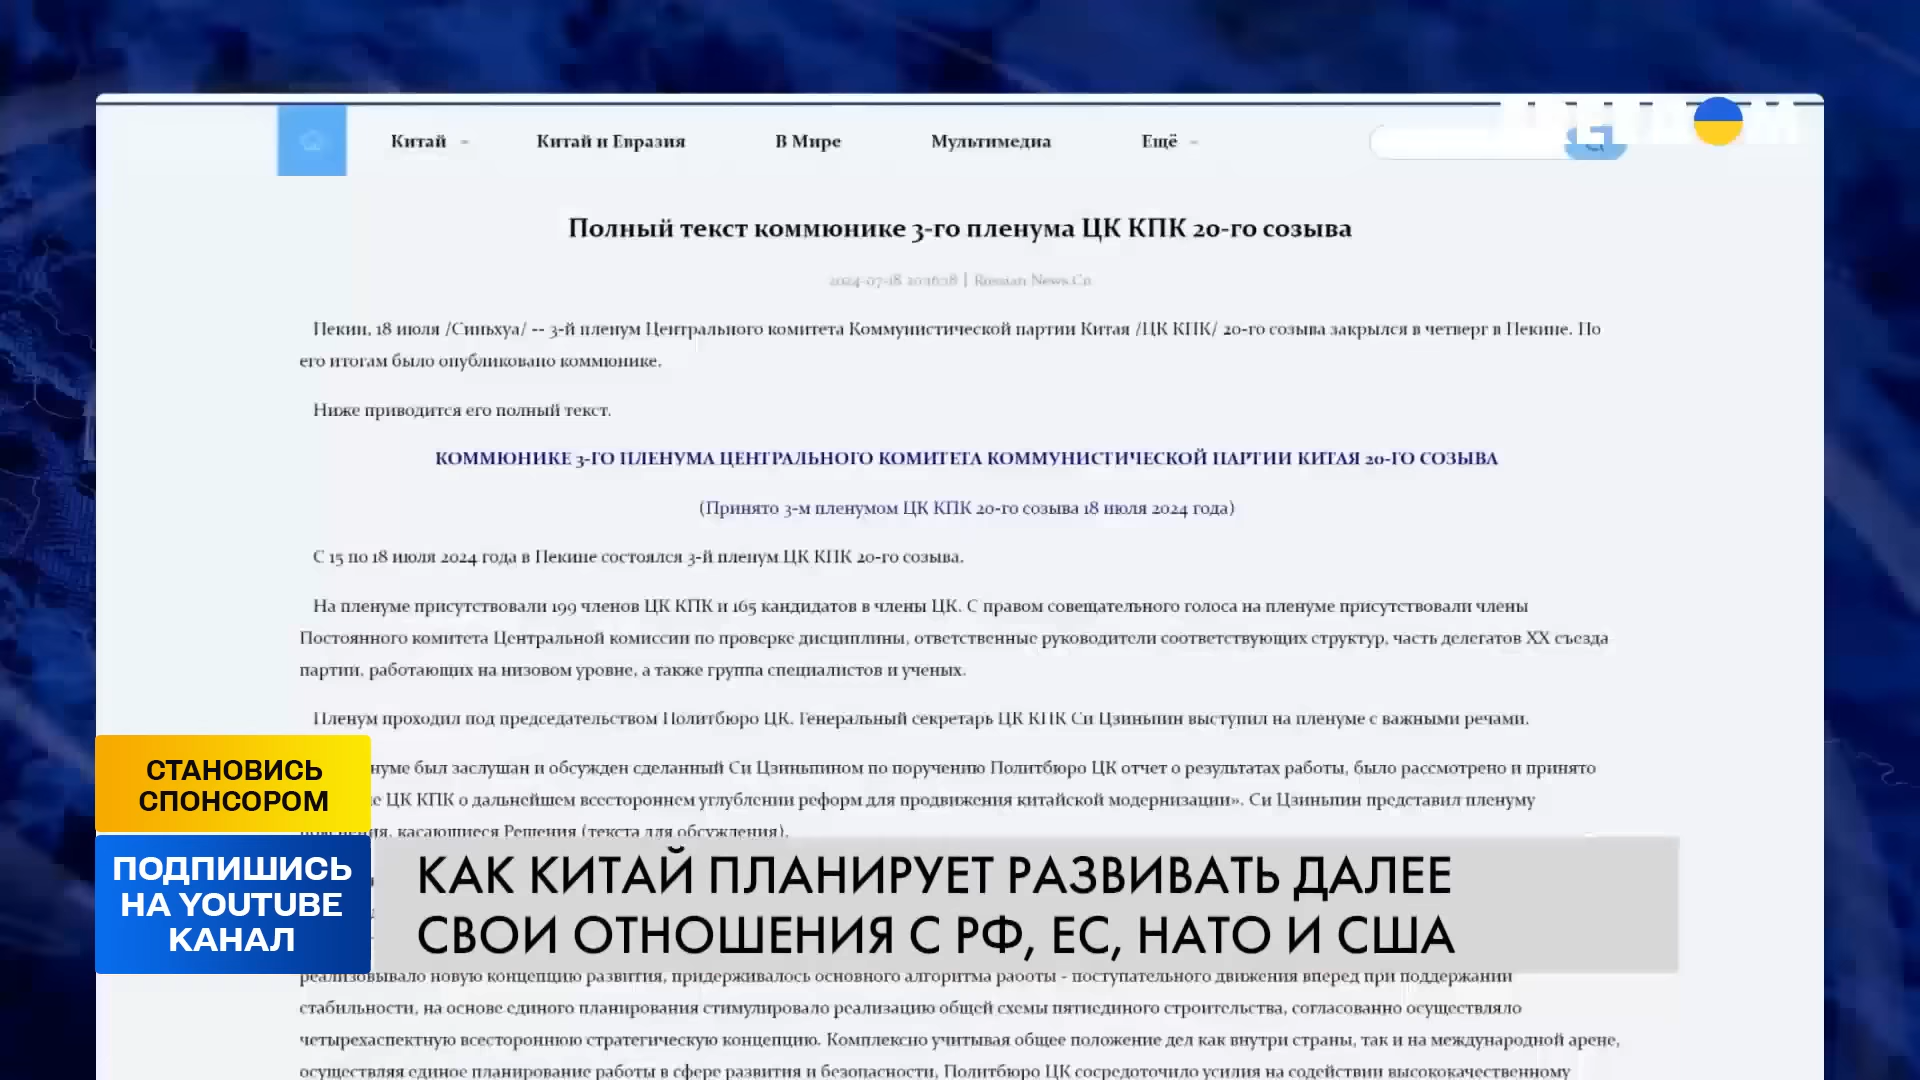 Китай
Китай и Евразия
В Мире
Мультимедиа
Ещё
Полный текст коммюнике 3-го пленума ЦК КПК 20-го созыва
2024-07-18 20:16:18 | Russian.News.Cn
Пекин, 18 июля /Синьхуа/ -- 3-й пленум Центрального комитета Коммунистической партии Китая /ЦК КПК/ 20-го созыва закрылся в четверг в Пекине. По
его итогам было опубликовано коммюнике.
Ниже приводится его полный текст.
КОММЮНИКЕ 3-ГО ПЛЕНУМА ЦЕНТРАЛЬНОГО КОМИТЕТА КОММУНИСТИЧЕСКОЙ ПАРТИИ КИТАЯ 20-ГО СОЗЫВА
(Принято 3-м пленумом ЦК КПК 20-го созыва 18 июля 2024 года)
С 15 по 18 июля 2024 года в Пекине состоялся 3-й пленум ЦК КПК 20-го созыва.
На пленуме присутствовали 199 членов ЦК КПК и 165 кандидатов в члены ЦК. С правом совещательного голоса на пленуме присутствовали члены
Постоянного комитета Центральной комиссии по проверке дисциплины, ответственные руководители соответствующих структур, часть делегатов XX съезда
партии, работающих на низовом уровне, а также группа специалистов и ученых.
Пленум проходил под председательством Политбюро ЦК. Генеральный секретарь ЦК КПК Си Цзиньпин выступил на пленуме с важными речами.
был заслушан и обсужден сделанный Си Цзиньпином по поручению Политбюро ЦК отчет о результатах работы, было рассмотрено и принято
ЦК КПК о дальнейшем всестороннем углублении реформ для продвижения китайской модернизации». Си Цзиньпин представил пленуму
касающиеся Решения (текста для обсуждения).
СТАНОВИСЬ
СПОНСОРОМ
ПОДПИШИСЬ
НА YOUTUBE
КАНАЛ
КАК КИТАЙ ПЛАНИРУЕТ РАЗВИВАТЬ ДАЛЕЕ
СВОИ ОТНОШЕНИЯ С РФ, ЕС, НАТО И США
реализовывало новую концепцию развития, придерживалось основного алгоритма работы - поступательного движения вперед при поддержании
стабильности, на основе единого планирования стимулировало реализацию общей схемы пятиединого строительства, согласованно осуществляло
четырехаспектную всестороннюю стратегическую концепцию. Комплексно учитывая общее положение дел как внутри страны, так и на международной арене,
осуществляя единое планирование работы в сфере развития и безопасности, Политбюро ЦК сосредоточило усилия на содействии высококачественному